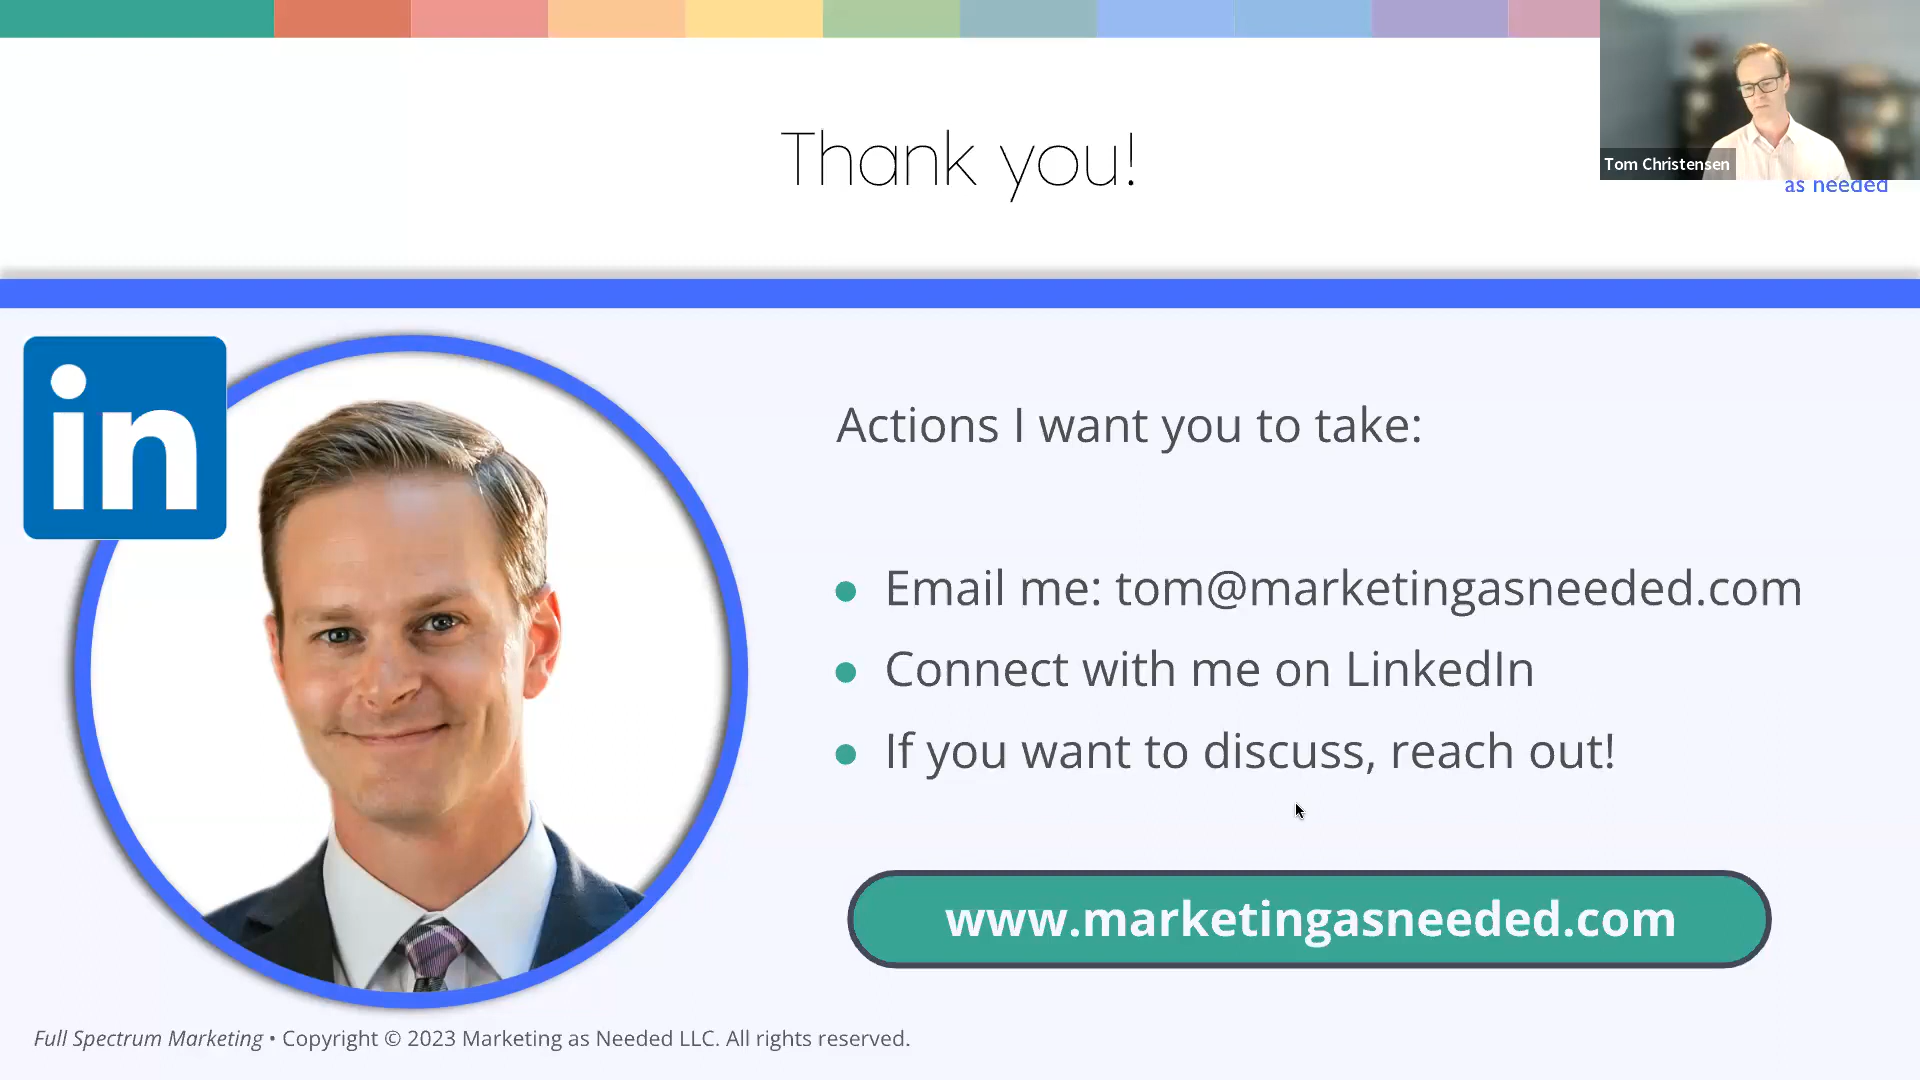 Thank you!
Tom Christensen
as needed
in
Actions I want you to take:
• Email me: tom@marketingasneeded.com
• Connect with me on LinkedIn
• If you want to discuss, reach out!
www.marketingasneeded.com
Full Spectrum Marketing • Copyright © 2023 Marketing as Needed LLC. All rights reserved.